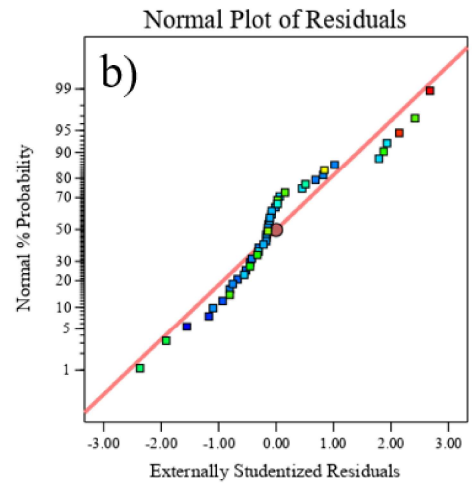 Normal Plot of Residuals
b)
Normal % Probability
99
95
90
80
70
50
30
20
10
5
1
-3.00 -2.00 -1.00 0.00 1.00 2.00 3.00
Externally Studentized Residuals